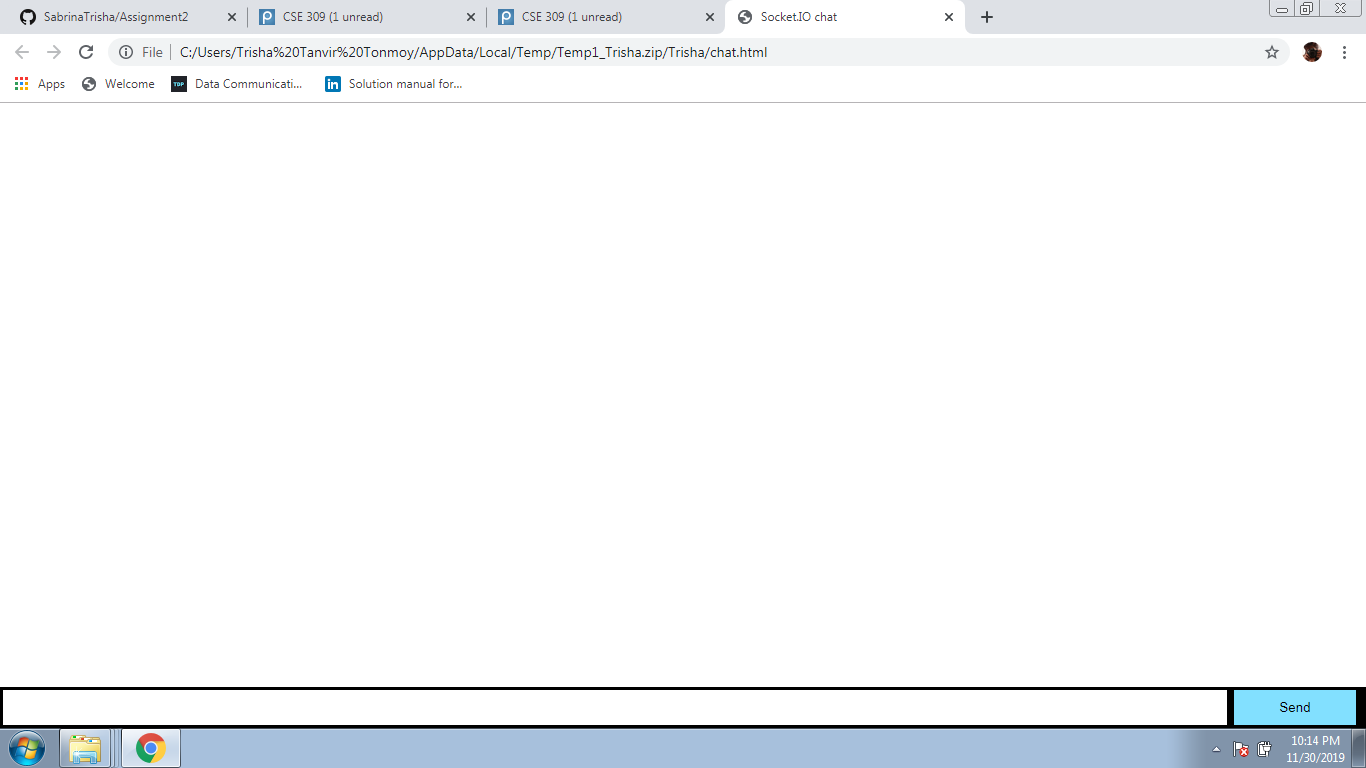 SabrinaTrisha/Assignment2
CSE 309 (1 unread)
CSE 309 (1 unread)
Socket.IO chat
File
C:/Users/Trisha%20Tanvir%20Tonmoy/AppData/Local/Temp/Temp1_Trisha.zip/Trisha/chat.html
Apps
Welcome
TDP
Data Communicati...
in
Solution manual for...
Send
10:14 PM
11/30/2019